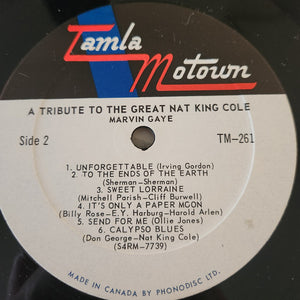 Tamla
Motown
A TRIBUTE TO THE GREAT NAT KING COLE
MARVIN GAYE
Side 2
TM-261
1. UNFORGETTABLE (Irving Gordon)
2. TO THE ENDS OF THE EARTH
(Sherman-Sherman)
3. SWEET LORRAINE
(Mitchell Parish-Cliff Burwell)
4. IT'S ONLY A PAPER MOON
(Billy Rose-E.Y. Harburg-Harold Arlen)
5. SEND FOR ME (Ollie Jones)
6. CALYPSO BLUES
(Don George-Nat King Cole)
(S4RM-7739)
MADE IN CANADA BY PHONODISC LTD.